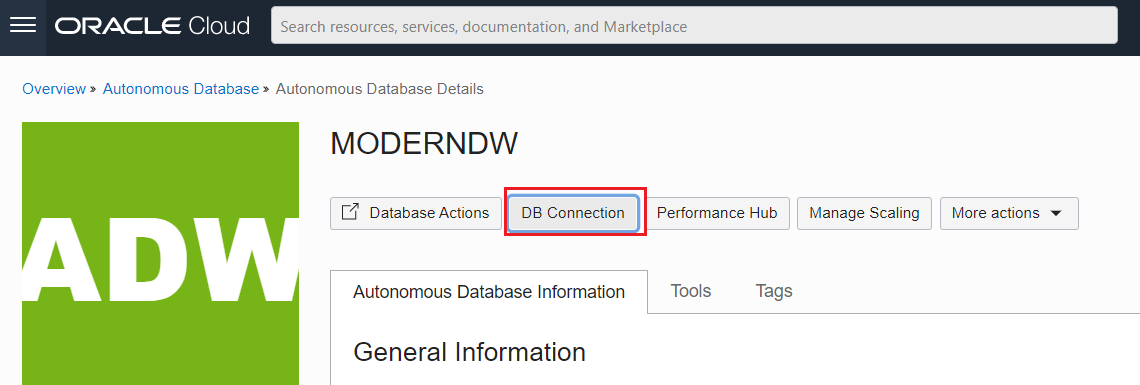 ORACLE Cloud
Search resources, services, documentation, and Marketplace
Overview » Autonomous Database » Autonomous Database Details
ADW
MODERNDW
Database Actions
DB Connection
Performance Hub
Manage Scaling
More actions
Autonomous Database Information
Tools
Tags
General Information